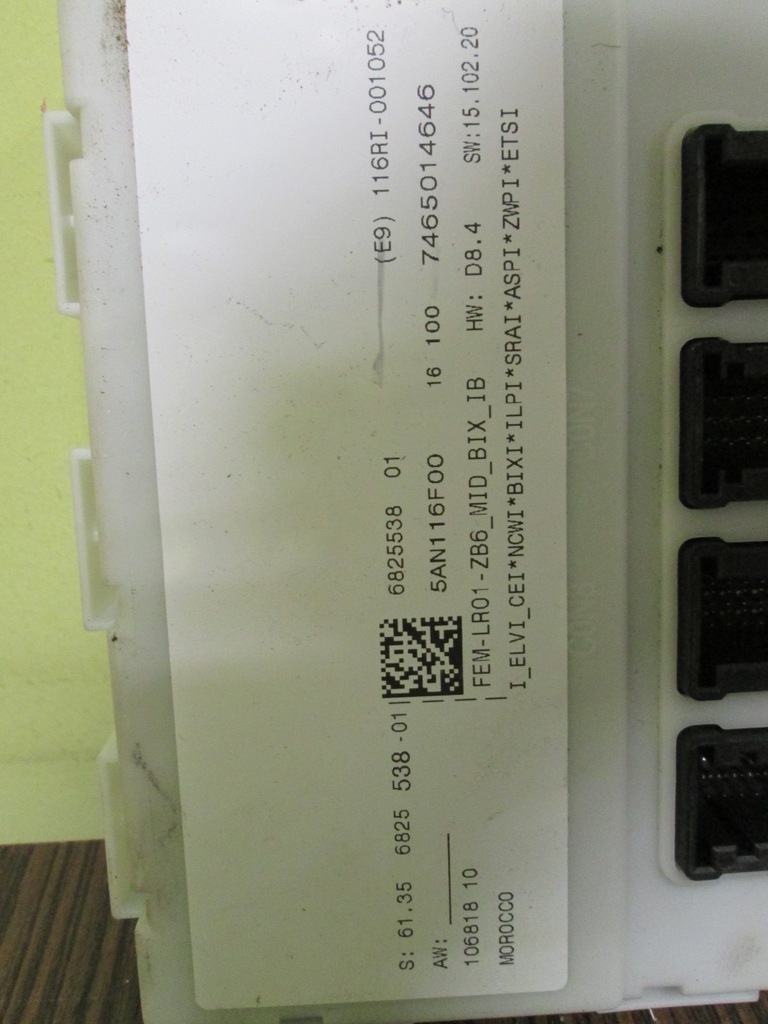 (E9) 116RI-001052
S: 61.35 6825 538 -01 6825538 01
AW: 5AN116F00 16 100 7465014646
106818 10 FEM-LR01-ZB6_MID_BIX_IB HW: D8.4 SW:15.102.20
MOROCCO I_ELVI_CEI*NCWI*BIXI*ILPI*SRAI*ASPI*ZWPI*ETSI